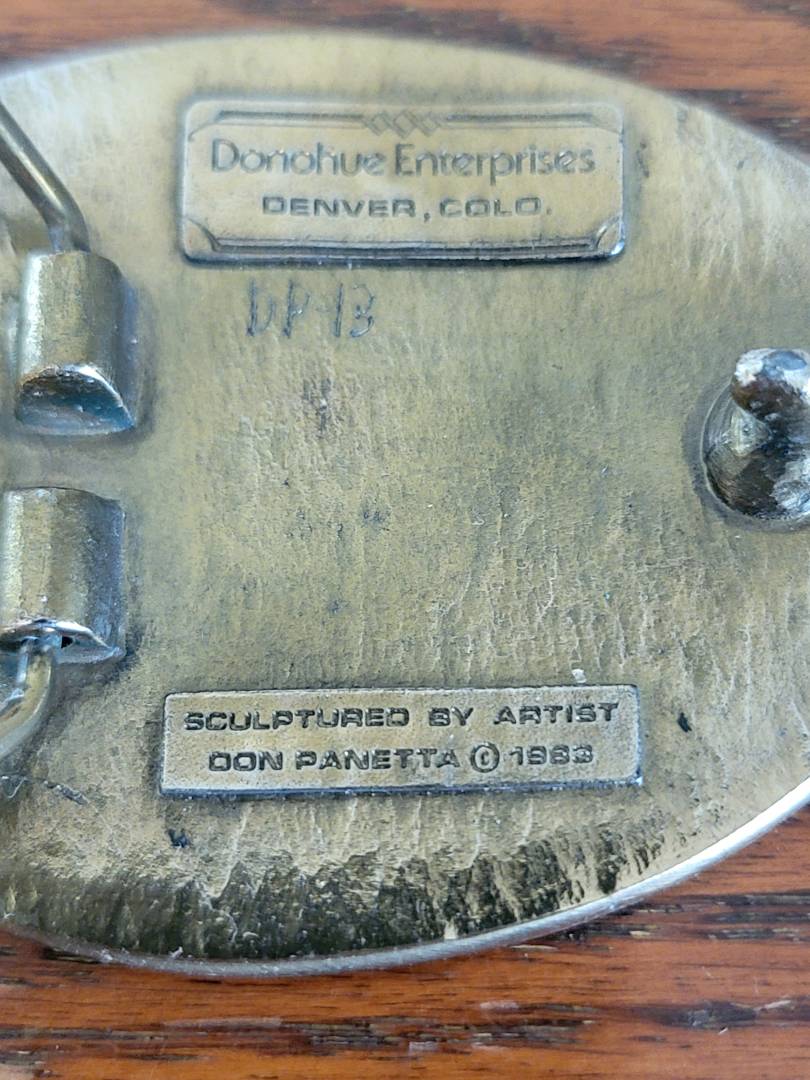 Donohue Enterprises
DENVER, COLO.
DP-13
SCULPTURED BY ARTIST
DON PANETTA © 1983